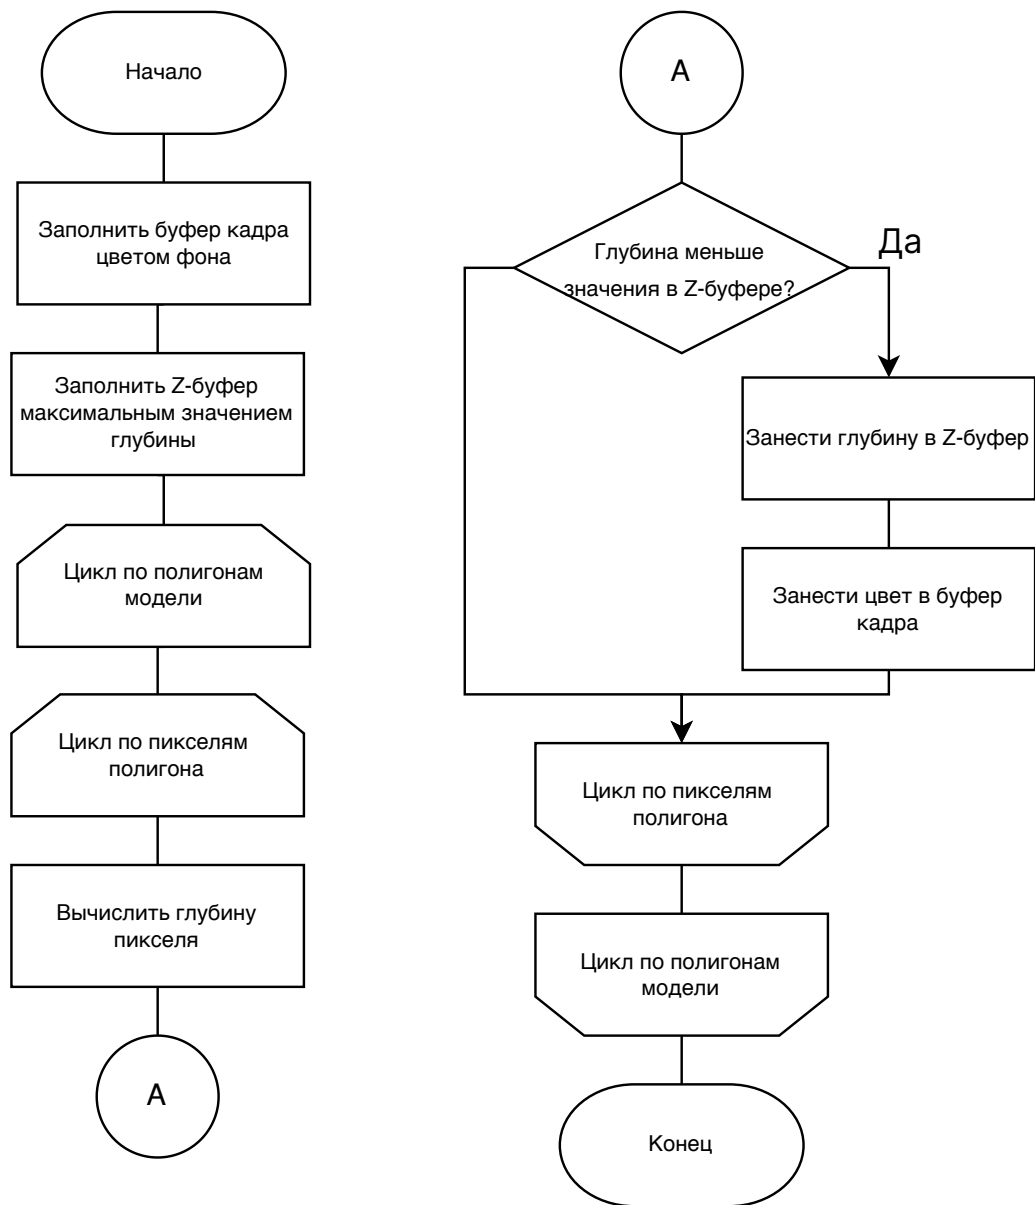 Начало
Заполнить буфер кадра
цветом фона
Заполнить Z-буфер
максимальным значением
глубины
Цикл по полигонам
модели
Цикл по пикселям
полигона
Вычислить глубину
пикселя
А
А
Глубина меньше
значения в Z-буфере?
Да
Занести глубину в Z-буфер
Занести цвет в буфер
кадра
Цикл по пикселям
полигона
Цикл по полигонам
модели
Конец